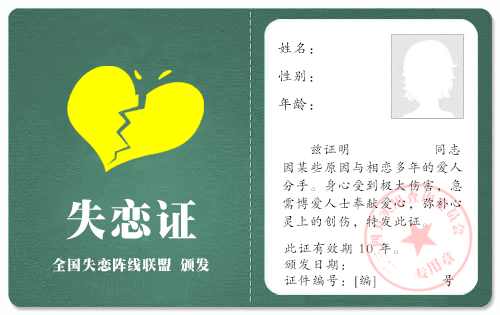 失恋证
全国失恋阵线联盟 颁发
姓名：
性别：
年龄：
兹证明 同志
因某些原因与相恋多年的爱人
分手。身心受到极大伤害，急
需博爱人士奉献爱心，弥补心
灵上的创伤，特发此证。
此证有效期 10 年。
颁发日期：
证件编号：[编] 号
专用章